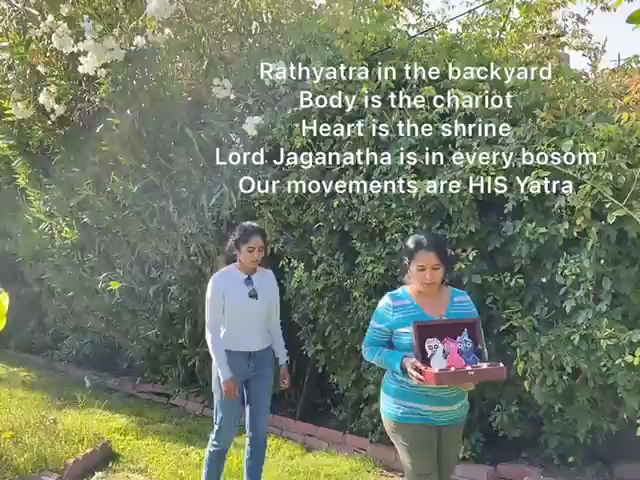 Rathyatra in the backyard
Body is the chariot
Heart is the shrine
Lord Jaganatha is in every bosom
Our movements are HIS Yatra